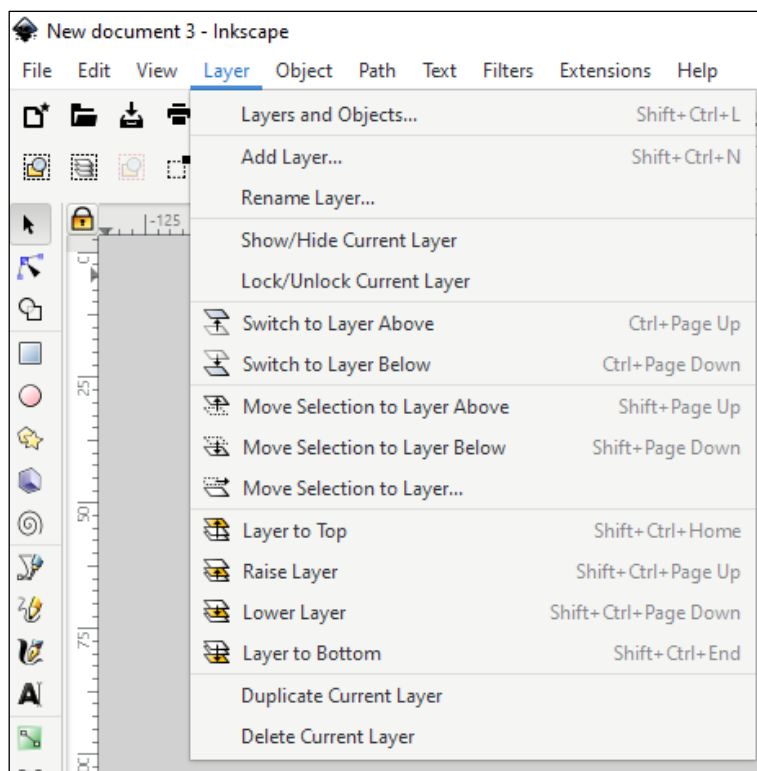 New document 3 - Inkscape
File Edit View Layer Object Path Text Filters Extensions Help
Layers and Objects... Shift+Ctrl+L
Add Layer... Shift+Ctrl+N
Rename Layer...
-125
Show/Hide Current Layer
0
Lock/Unlock Current Layer
Switch to Layer Above Ctrl+Page Up
Switch to Layer Below Ctrl+Page Down
25
Move Selection to Layer Above Shift+Page Up
Move Selection to Layer Below Shift+Page Down
Move Selection to Layer...
50
Layer to Top Shift+Ctrl+Home
Raise Layer Shift+Ctrl+Page Up
Lower Layer Shift+Ctrl+Page Down
75
Layer to Bottom Shift+Ctrl+End
Duplicate Current Layer
Delete Current Layer